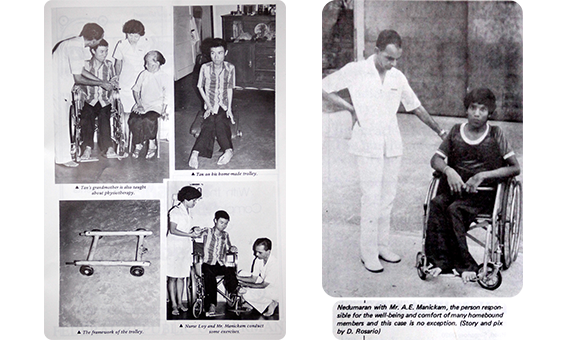 ▲ Tan's grandmother is also taught
about physiotherapy.
▲ Tan on his home made trolley.
▲ The framework of the trolley.
▲ Nurse Loy and Mr. Manickam conduct
some exercises.
Nedumaran with Mr. A.E. Manickam, the person respon-
sible for the well-being and comfort of many homebound
members and this case is no exception. (Story and pix
by D. Rosario)